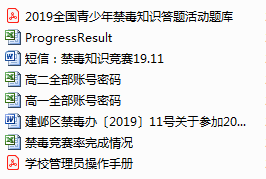 2019全国青少年禁毒知识答题活动题库
ProgressResult
短信：禁毒知识竞赛19.11
高二全部账号密码
高一全部账号密码
建邺区禁毒办〔2019〕11号关于参加20...
禁毒竞赛率完成情况
学校管理员操作手册